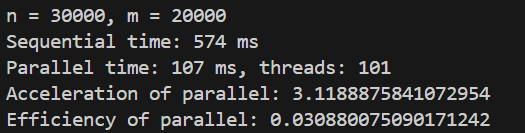 n = 30000, m = 20000
Sequential time: 574 ms
Parallel time: 107 ms, threads: 101
Acceleration of parallel: 3.1188875841072954
Efficiency of parallel: 0.030880075090171242